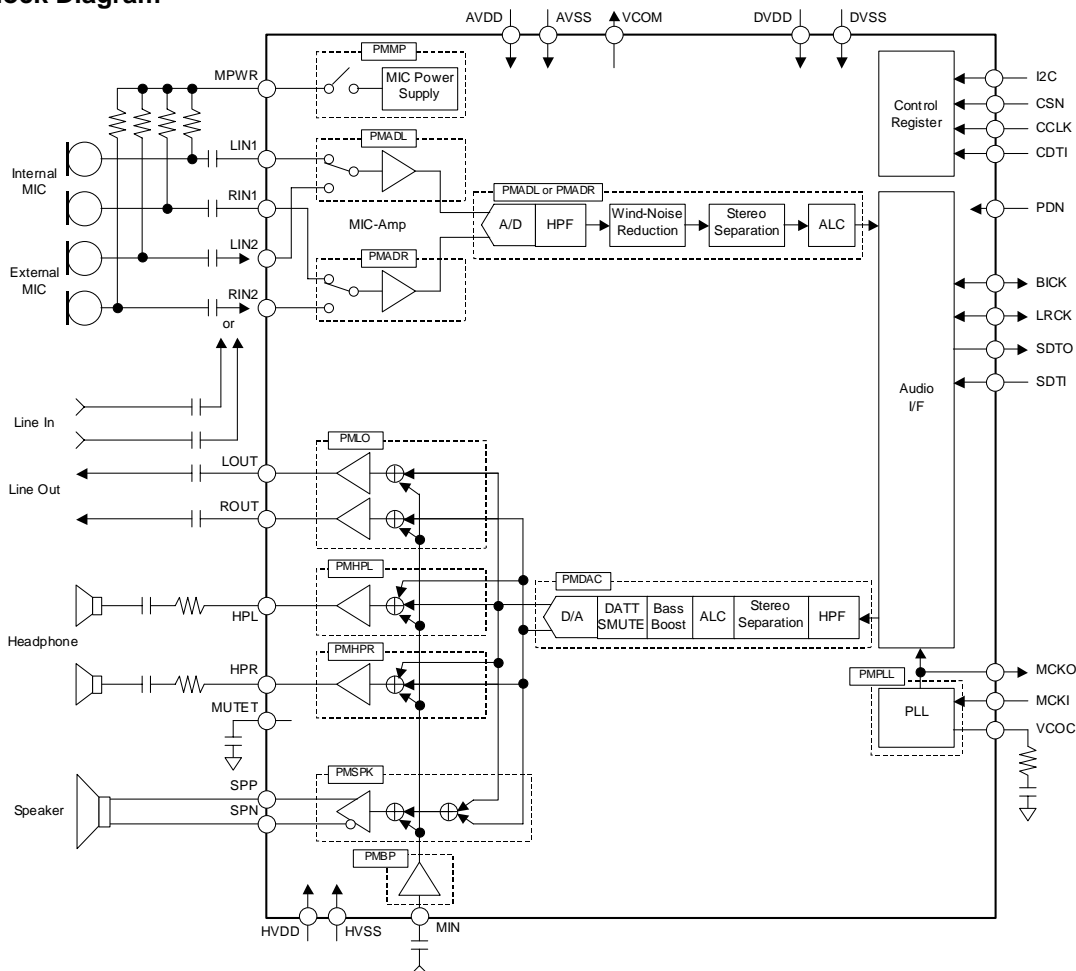 Block Diagram
AVDD
AVSS
VCOM
DVDD
DVSS
PMMP
MPWR
MIC Power
Supply
Control
Register
I2C
CSN
CCLK
CDTI
PMADL
Internal
MIC
LIN1
RIN1
MIC-Amp
PMADL or PMADR
A/D
HPF
Wind-Noise
Reduction
Stereo
Separation
ALC
PDN
External
MIC
LIN2
RIN2
or
PMADR
BICK
LRCK
SDTO
SDTI
Audio
I/F
Line In
PMLO
LOUT
Line Out
ROUT
PMHPL
HPL
Headphone
PMDAC
D/A
DATT
SMUTE
Bass
Boost
ALC
Stereo
Separation
HPF
PMHPR
HPR
MUTET
PMPLL
PLL
MCKO
MCKI
VCOC
PMSPK
Speaker
SPP
SPN
PMBP
HVDD
HVSS
MIN